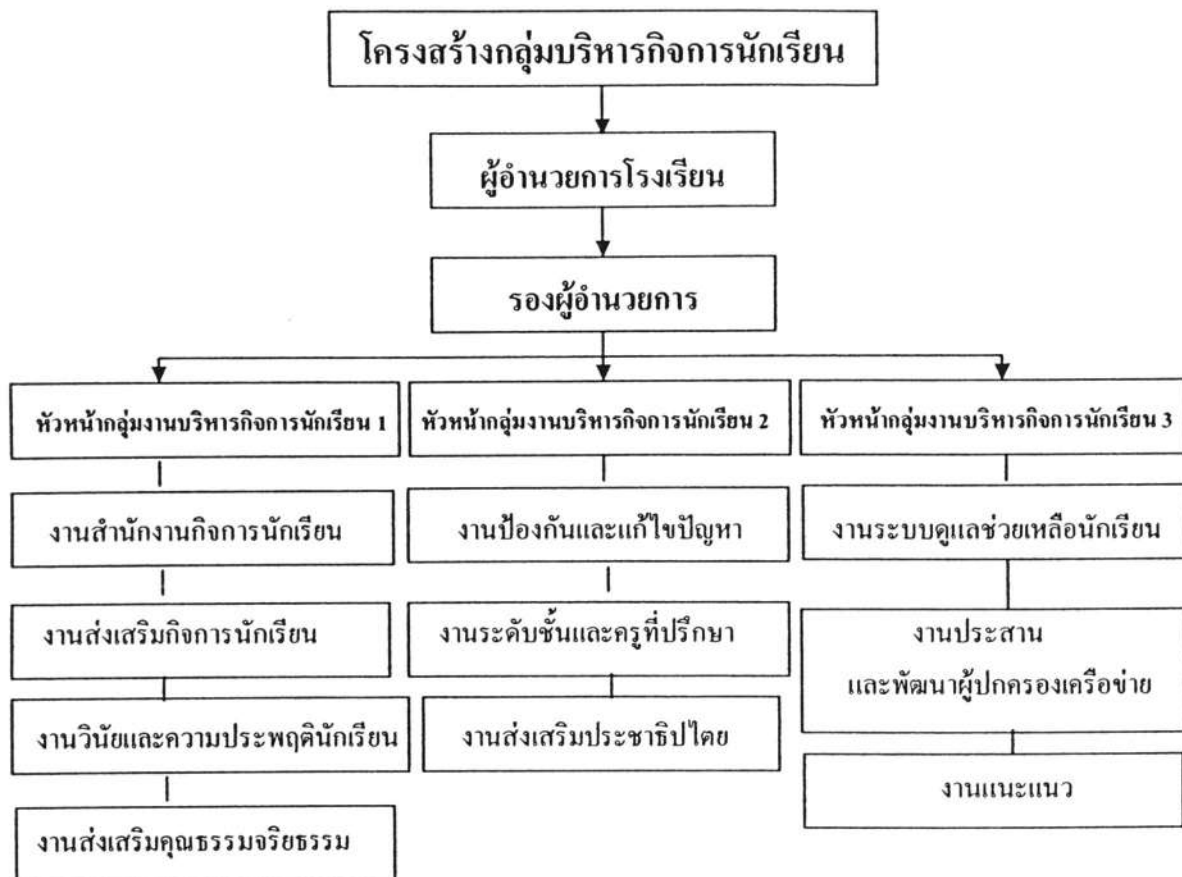 โครงสร้างกลุ่มบริหารกิจการนักเรียน
ผู้อำนวยการโรงเรียน
รองผู้อำนวยการ
หัวหน้ากลุ่มงานบริหารกิจการนักเรียน 1
หัวหน้ากลุ่มงานบริหารกิจการนักเรียน 2
หัวหน้ากลุ่มงานบริหารกิจการนักเรียน 3
งานสำนักงานกิจการนักเรียน
งานป้องกันและแก้ไขปัญหา
งานระบบดูแลช่วยเหลือนักเรียน
งานส่งเสริมกิจการนักเรียน
งานระดับชั้นและครูที่ปรึกษา
งานประสาน
และพัฒนาผู้ปกครองเครือข่าย
งานวินัยและความประพฤตินักเรียน
งานส่งเสริมประชาธิปไตย
งานแนะแนว
งานส่งเสริมคุณธรรมจริยธรรม